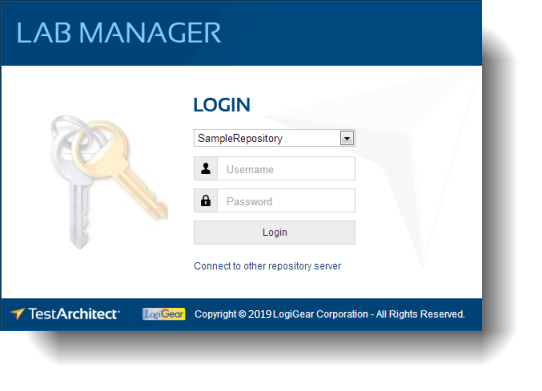 LAB MANAGER
LOGIN
SampleRepository
Username
Password
Login
Connect to other repository server
TestArchitect LogiGear Copyright © 2019 LogiGear Corporation - All Rights Reserved.